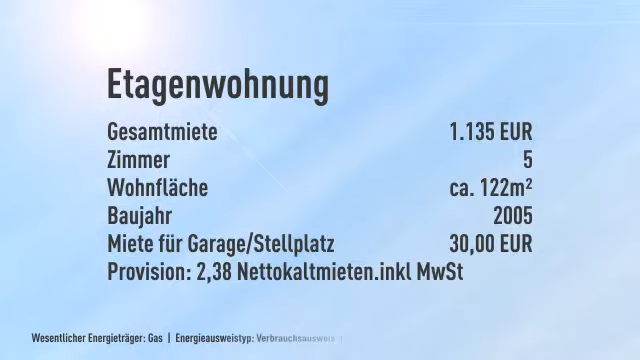 Etagenwohnung
Gesamtmiete 1.135 EUR
Zimmer 5
Wohnfläche ca. 122m²
Baujahr 2005
Miete für Garage/Stellplatz 30,00 EUR
Provision: 2,38 Nettokaltmieten.inkl MwSt
Wesentlicher Energieträger: Gas | Energieausweistyp: Verbrauchsausweis